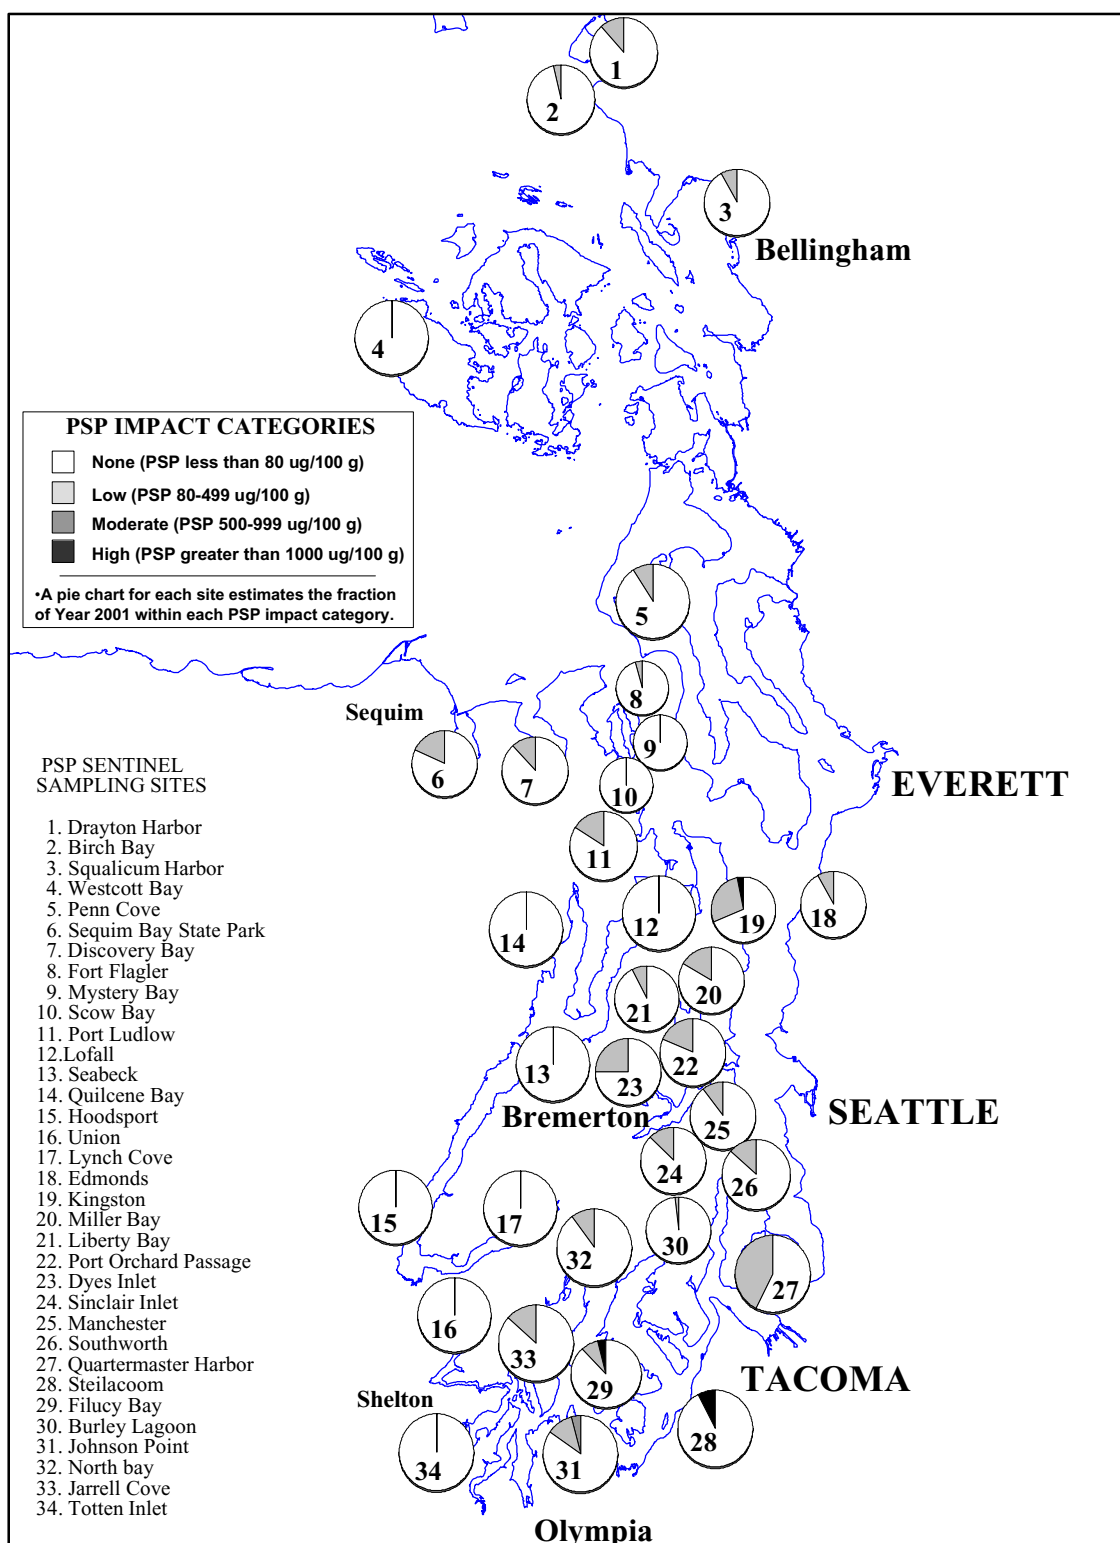 1
2
3
Bellingham
4
PSP IMPACT CATEGORIES
None (PSP less than 80 ug/100 g)
Low (PSP 80-499 ug/100 g)
Moderate (PSP 500-999 ug/100 g)
High (PSP greater than 1000 ug/100 g)
•A pie chart for each site estimates the fraction
of Year 2001 within each PSP impact category.
5
8
Sequim
9
6
7
10
EVERETT
11
12
19
18
14
20
21
22
13
23
Bremerton
SEATTLE
25
24
26
15
17
32
30
27
16
33
29
TACOMA
Shelton
28
34
31
Olympia
PSP SENTINEL
SAMPLING SITES
1. Drayton Harbor
2. Birch Bay
3. Squalicum Harbor
4. Westcott Bay
5. Penn Cove
6. Sequim Bay State Park
7. Discovery Bay
8. Fort Flagler
9. Mystery Bay
10. Scow Bay
11. Port Ludlow
12.Lofall
13. Seabeck
14. Quilcene Bay
15. Hoodsport
16. Union
17. Lynch Cove
18. Edmonds
19. Kingston
20. Miller Bay
21. Liberty Bay
22. Port Orchard Passage
23. Dyes Inlet
24. Sinclair Inlet
25. Manchester
26. Southworth
27. Quartermaster Harbor
28. Steilacoom
29. Filucy Bay
30. Burley Lagoon
31. Johnson Point
32. North bay
33. Jarrell Cove
34. Totten Inlet